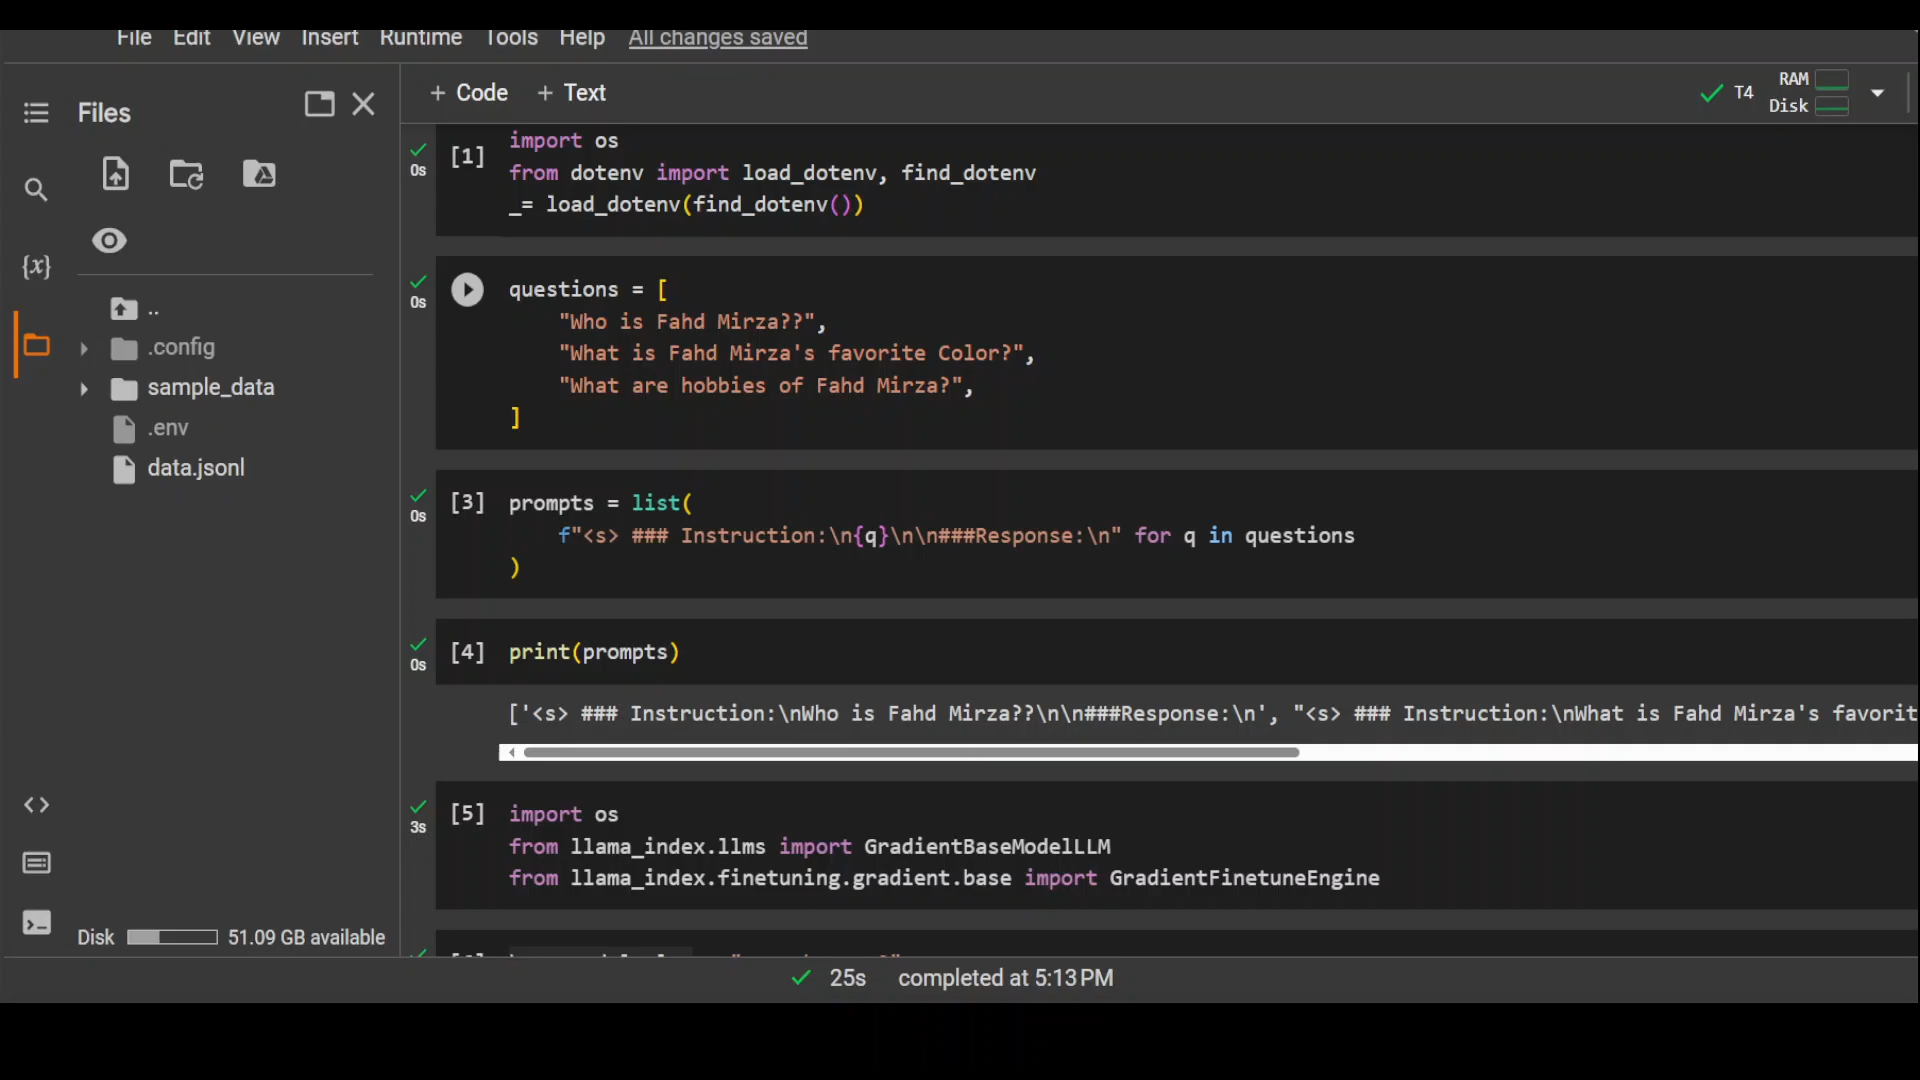 File Edit View Insert Runtime Tools Help All changes saved
Files
+ Code + Text
T4 RAM
Disk
[1] import os
0s
from dotenv import load_dotenv, find_dotenv
_= load_dotenv(find_dotenv())
{x}
..
.config
sample_data
.env
data.jsonl
0s
questions = [
"Who is Fahd Mirza??",
"What is Fahd Mirza's favorite Color?",
"What are hobbies of Fahd Mirza?",
]
[3] prompts = list(
0s
f"<s> ### Instruction:\n{q}\n\n###Response:\n" for q in questions
)
[4] print(prompts)
0s
['<s> ### Instruction:\nWho is Fahd Mirza??\n\n###Response:\n', "<s> ### Instruction:\nWhat is Fahd Mirza's favorit
[5] import os
3s
from llama_index.llms import GradientBaseModelLLM
from llama_index.finetuning.gradient.base import GradientFinetuneEngine
Disk 51.09 GB available
25s completed at 5:13 PM